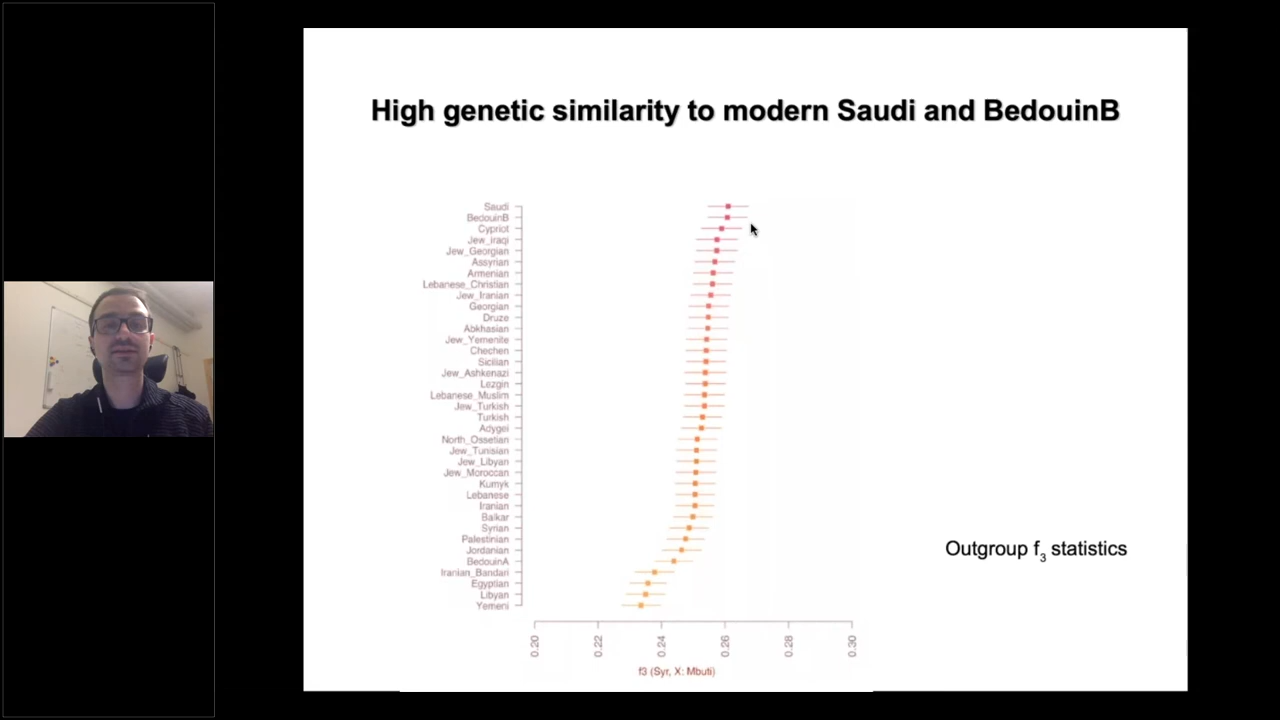 High genetic similarity to modern Saudi and BedouinB
Saudi
BedouinB
Cypriot
Jew_Iraqi
Jew_Georgian
Assyrian
Armenian
Lebanese_Christian
Jew_Iranian
Georgian
Druze
Abkhasian
Jew_Yemenite
Chechen
Sicilian
Jew_Ashkenazi
Lezgin
Lebanese_Muslim
Jew_Turkish
Turkish
Adygei
North_Ossetian
Jew_Tunisian
Jew_Libyan
Jew_Moroccan
Kumyk
Lebanese
Iranian
Balkar
Syrian
Palestinian
Jordanian
BedouinA
Iranian_Bandari
Egyptian
Libyan
Yemeni
Outgroup f3 statistics
0.20 0.22 0.24 0.26 0.28 0.30
f3 (Syr, X: Mbuti)